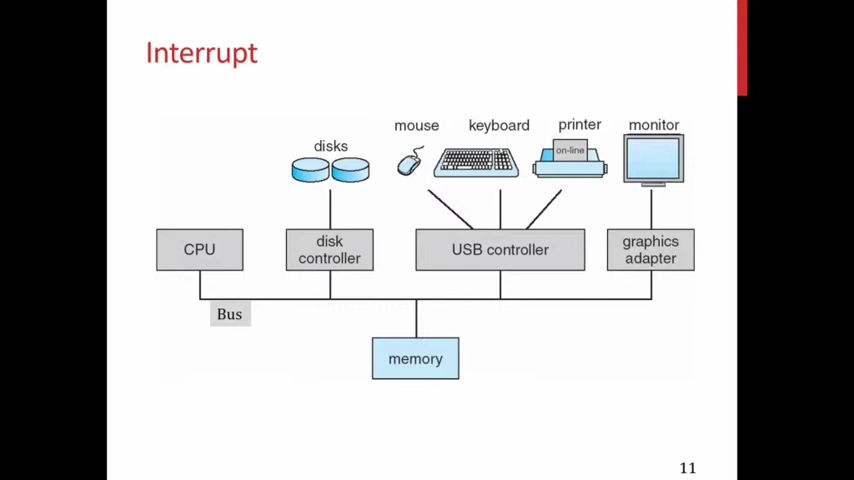 Interrupt
mouse keyboard printer monitor
disks
on-line
CPU
disk
controller
USB controller
graphics
adapter
Bus
memory
11